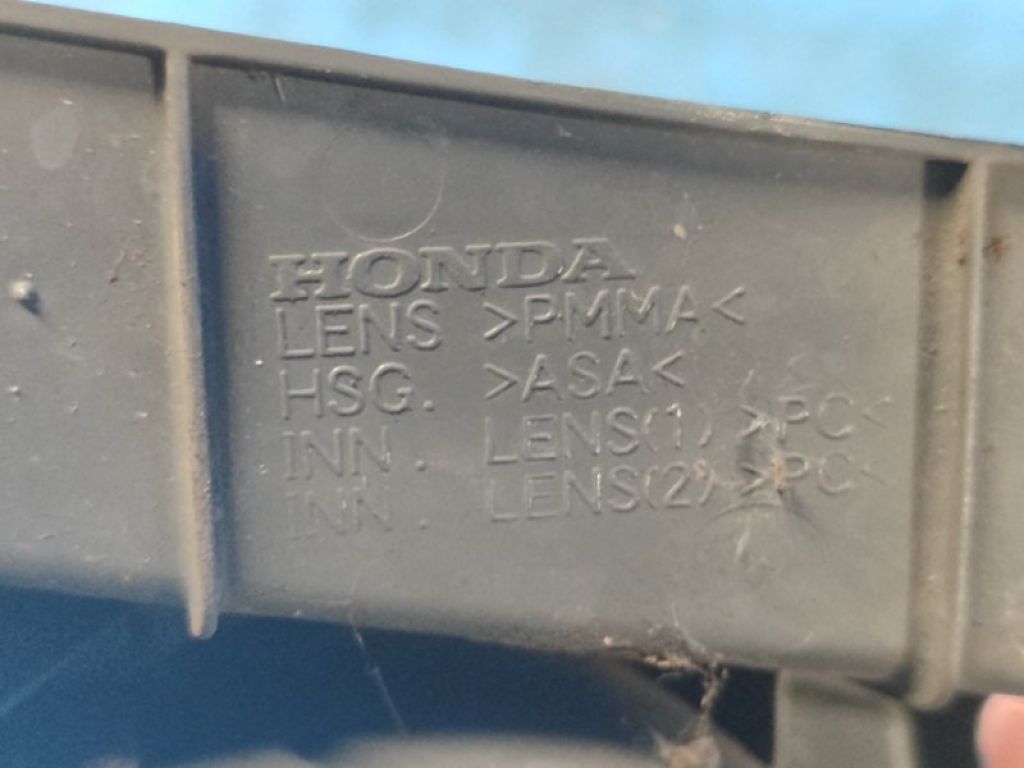 HONDA
LENS >PMMA<
HSG. >ASA<
INN. LENS(1) >PC<
INN. LENS(2) >PC<